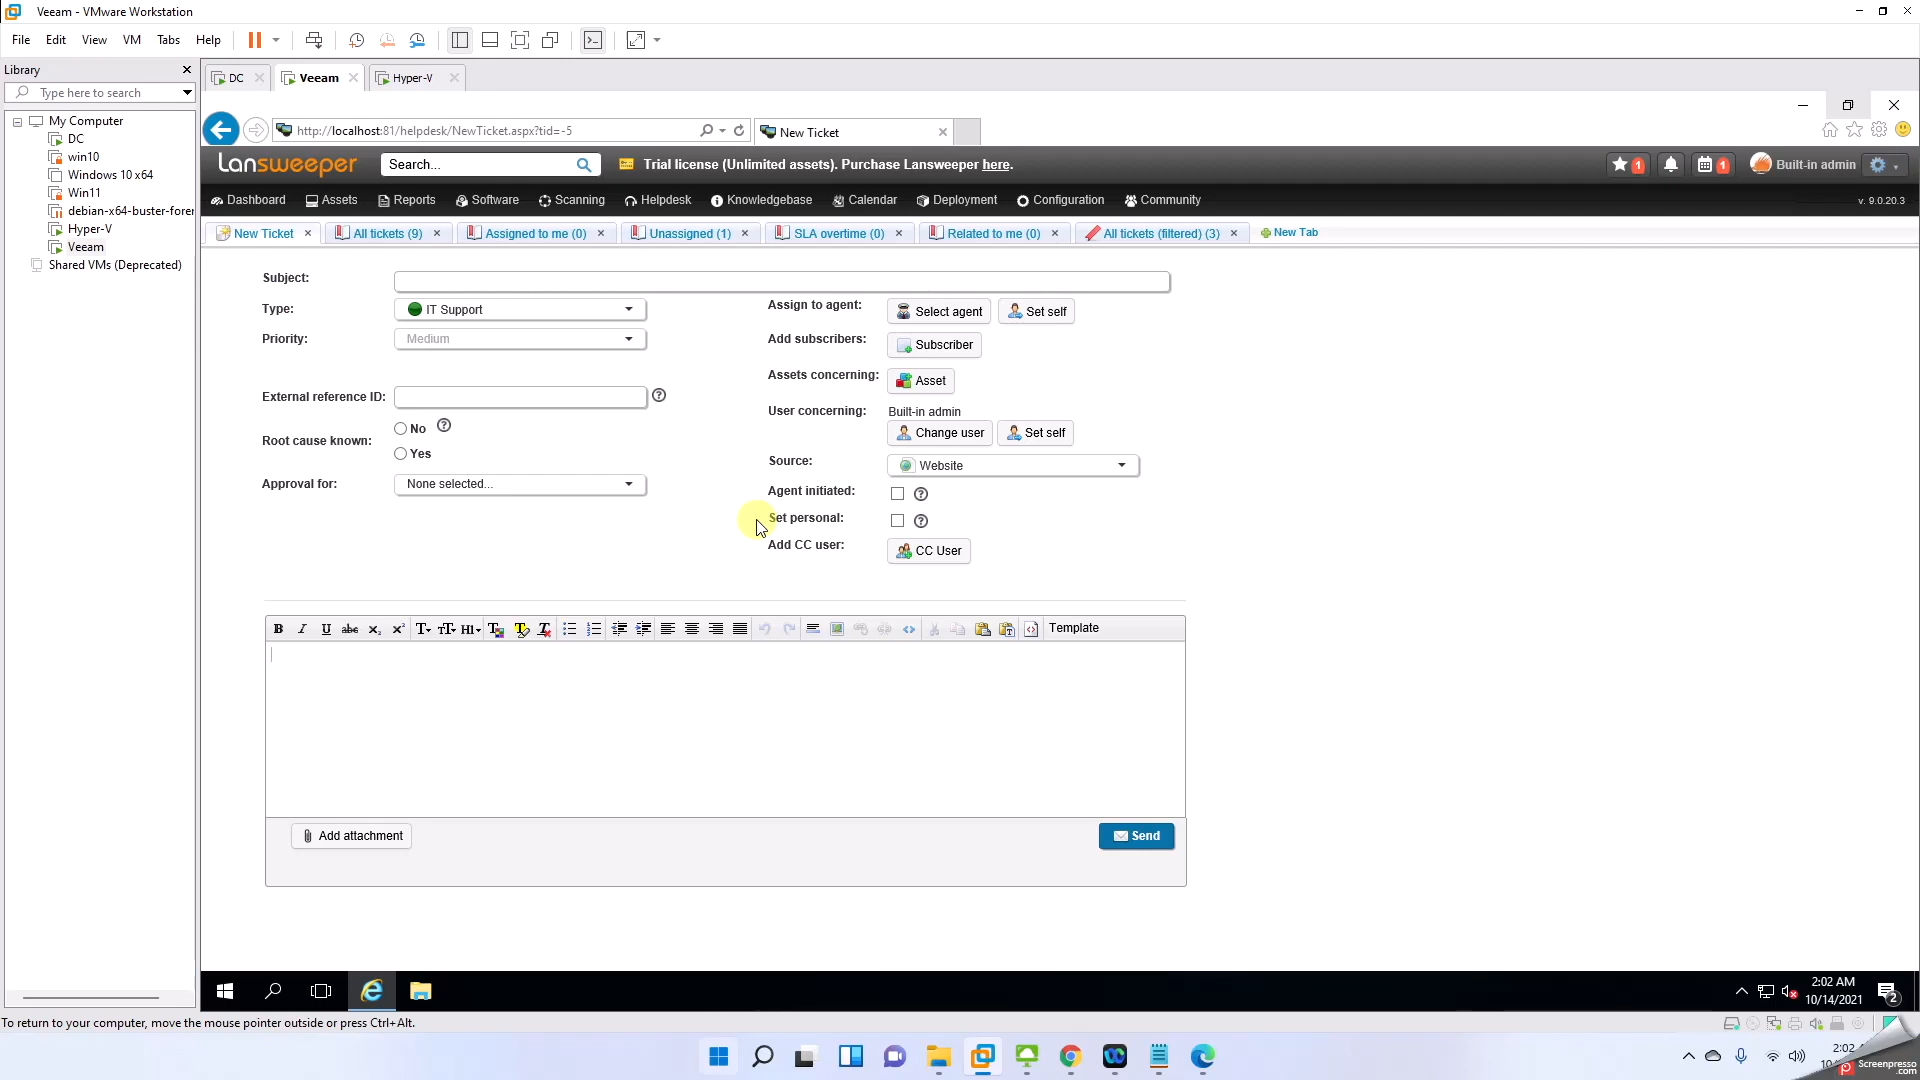 Veeam - VMware Workstation
File Edit View VM Tabs Help
Library
Type here to search
My Computer
DC
win10
Windows 10 x64
Win11
debian-x64-buster-forer
Hyper-V
Veeam
Shared VMs (Deprecated)
DC Veeam Hyper-V
http://localhost:81/helpdesk/NewTicket.aspx?tid=-5
New Ticket
Lansweeper Search... Trial license (Unlimited assets). Purchase Lansweeper here. 1 1 Built-in admin
Dashboard Assets Reports Software Scanning Helpdesk Knowledgebase Calendar Deployment Configuration Community v. 9.0.20.3
New Ticket All tickets (9) Assigned to me (0) Unassigned (1) SLA overtime (0) Related to me (0) All tickets (filtered) (3) New Tab
Subject:
Type: IT Support
Priority: Medium
External reference ID:
Root cause known: No
Yes
Approval for: None selected...
Assign to agent: Select agent Set self
Add subscribers: Subscriber
Assets concerning: Asset
User concerning: Built-in admin
Change user Set self
Source: Website
Agent initiated:
Set personal:
Add CC user: CC User
Template
Add attachment Send
2:02 AM
10/14/2021
2
To return to your computer, move the mouse pointer outside or press Ctrl+Alt.
2:02
Screenpresso
.com